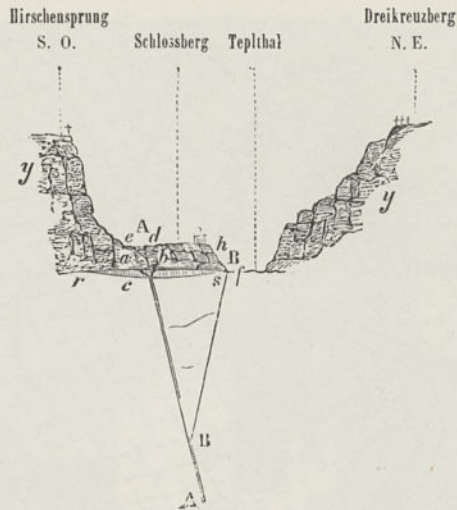 Hirschensprung Dreikreuzberg
S. O. Schlossberg Teplthal N. E.
y
y
A
e d h
a b B
r c s f
B
A